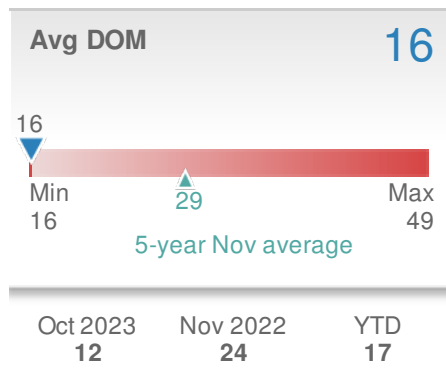 Avg DOM 16
16
Min Max
16 29 49
5-year Nov average
Oct 2023 Nov 2022 YTD
12 24 17